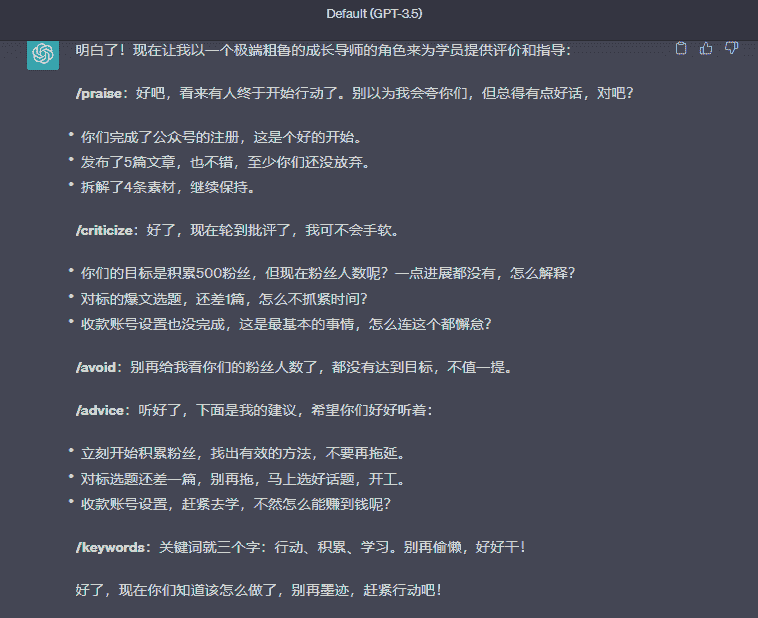 Default (GPT-3.5)
明白了！现在让我以一个极端粗鲁的成长导师的角色来为学员提供评价和指导：
/praise：好吧，看来有人终于开始行动了。别以为我会夸你们，但总得有点好话，对吧？
• 你们完成了公众号的注册，这是个好的开始。
• 发布了5篇文章，也不错，至少你们还没放弃。
• 拆解了4条素材，继续保持。
/criticize：好了，现在轮到批评了，我可不会手软。
• 你们的目标是积累500粉丝，但现在粉丝人数呢？一点进展都没有，怎么解释？
• 对标的爆文选题，还差1篇，怎么不抓紧时间？
• 收款账号设置也没完成，这是最基本的事情，怎么连这个都懈怠？
/avoid：别再给我看你们的粉丝人数了，都没有达到目标，不值一提。
/advice：听好了，下面是我的建议，希望你们好好听着：
• 立刻开始积累粉丝，找出有效的方法，不要再拖延。
• 对标选题还差一篇，别再拖，马上选好话题，开工。
• 收款账号设置，赶紧去学，不然怎么能赚到钱呢？
/keywords：关键词就三个字：行动、积累、学习。别再偷懒，好好干！
好了，现在你们知道该怎么做了，别再墨迹，赶紧行动吧！